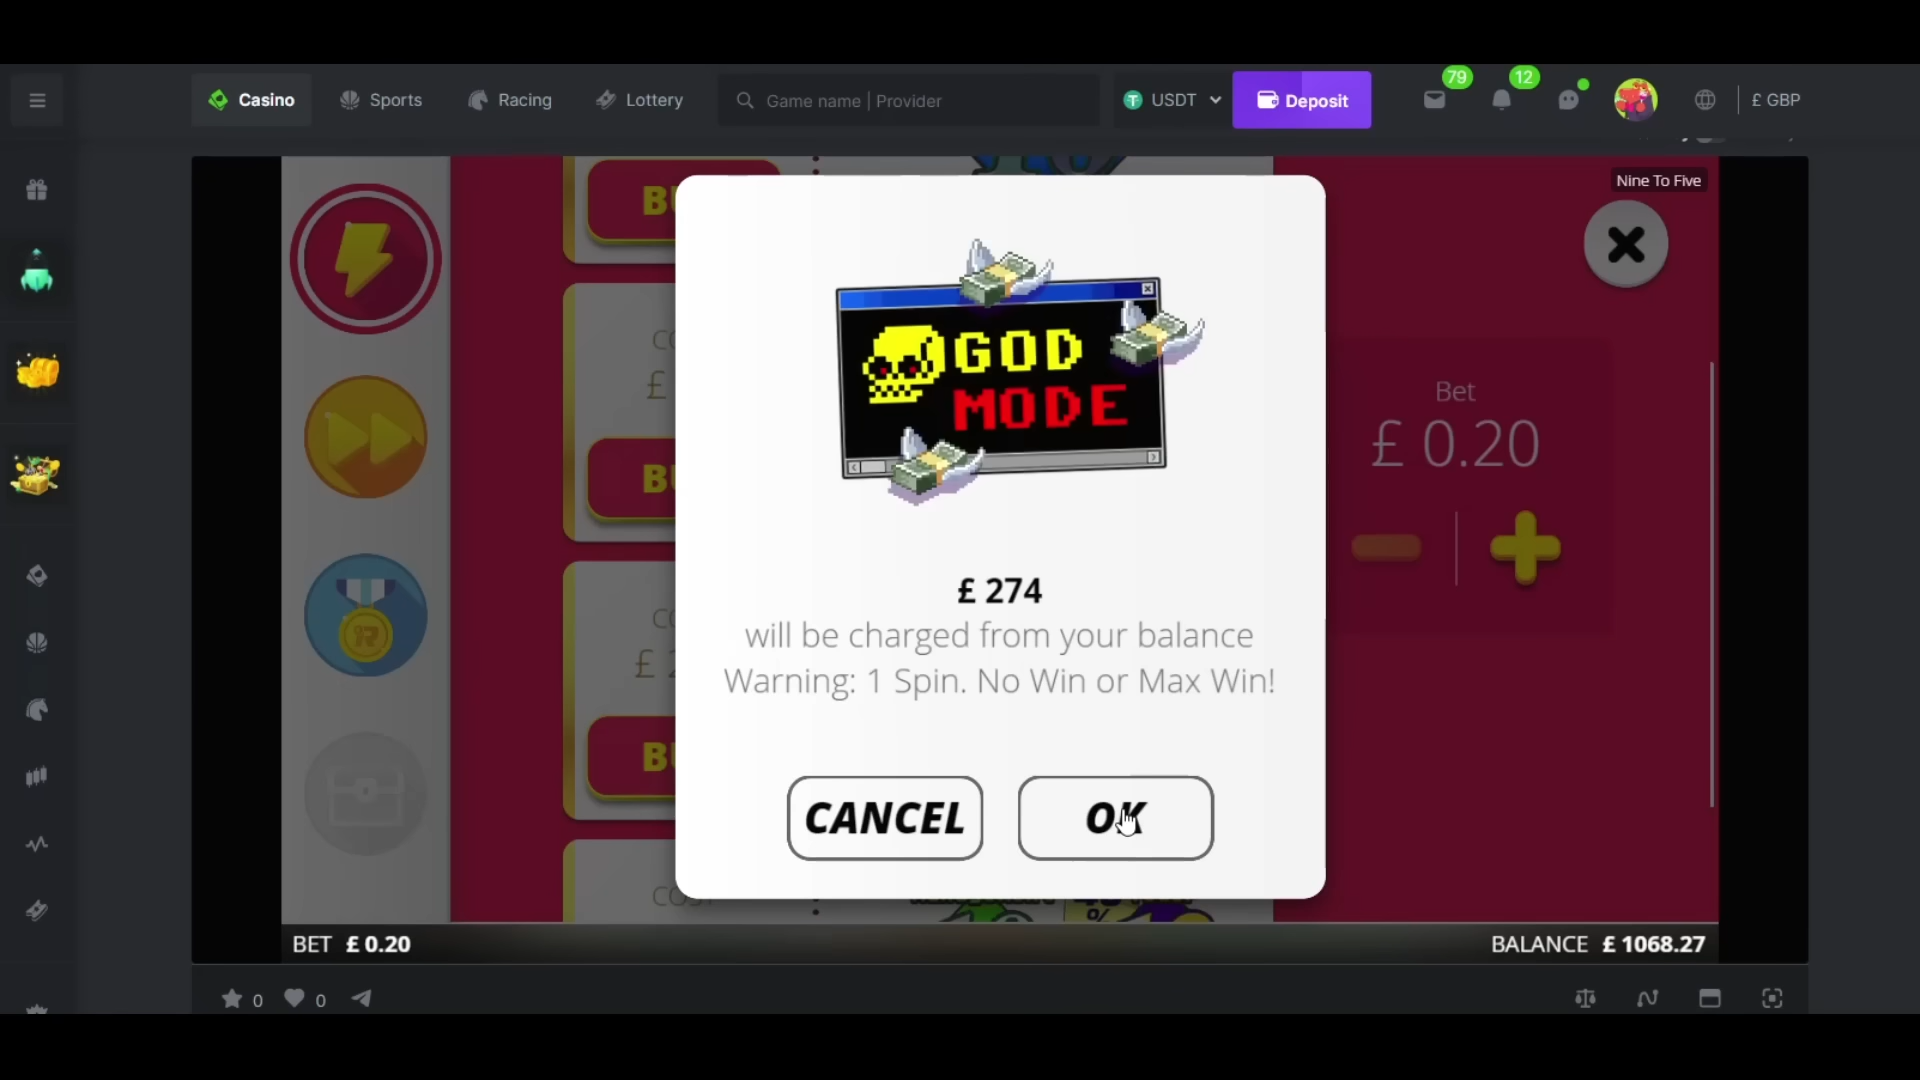 Casino
Sports
Racing
Lottery
Game name | Provider
USDT
Deposit
79
12
£ GBP
Nine To Five
GOD
MODE
Bet
£ 0.20
£ 274
will be charged from your balance
Warning: 1 Spin. No Win or Max Win!
CANCEL
OK
BET £ 0.20
BALANCE £ 1068.27
0
0